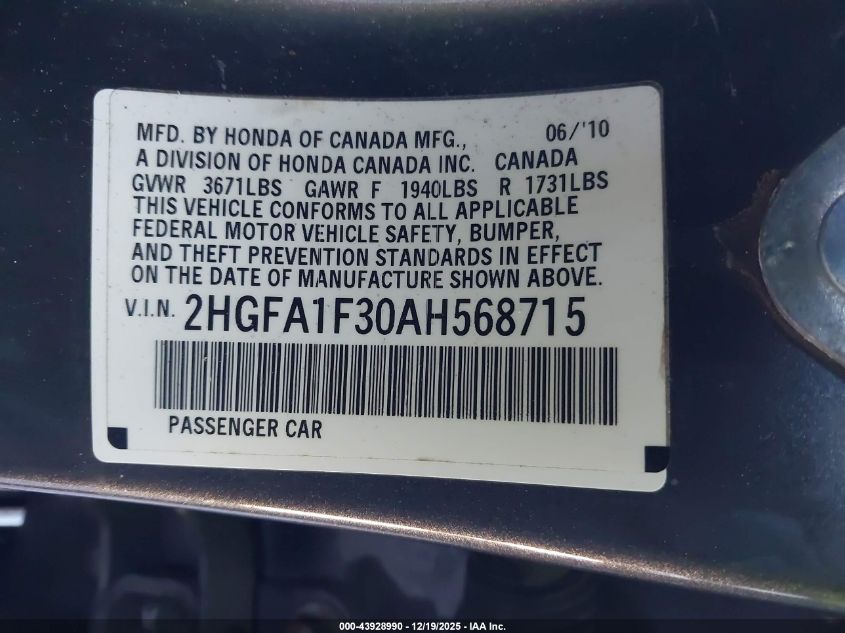 MFD. BY HONDA OF CANADA MFG., 06/'10
A DIVISION OF HONDA CANADA INC. CANADA
GVWR 3671LBS GAWR F 1940LBS R 1731LBS
THIS VEHICLE CONFORMS TO ALL APPLICABLE
FEDERAL MOTOR VEHICLE SAFETY, BUMPER,
AND THEFT PREVENTION STANDARDS IN EFFECT
ON THE DATE OF MANUFACTURE SHOWN ABOVE.
V.I.N. 2HGFA1F30AH568715
PASSENGER CAR
000-43928990 - 12/19/2025 - IAA Inc.